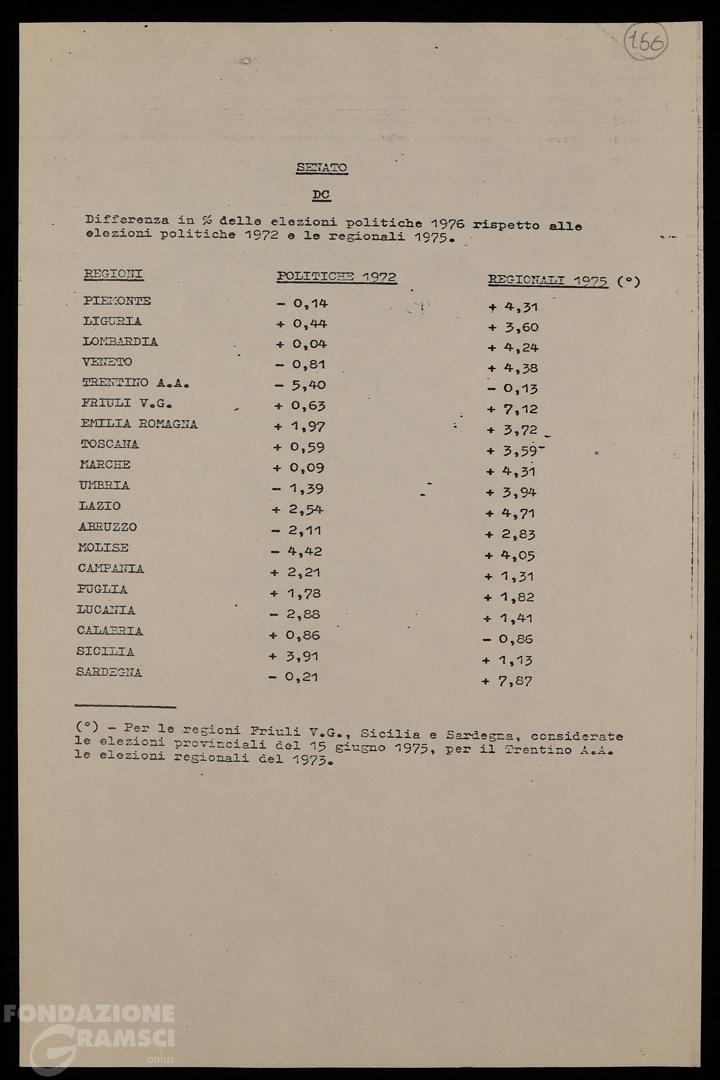 166
SENATO
DC
Differenza in % delle elezioni politiche 1976 rispetto alle
elezioni politiche 1972 e le regionali 1975.
REGIONI POLITICHE 1972 REGIONALI 1975 (°)
PIEMONTE - 0,14 + 4,31
LIGURIA + 0,44 + 3,60
LOMBARDIA + 0,04 + 4,24
VENETO - 0,81 + 4,38
TRENTINO A.A. - 5,40 - 0,13
FRIULI V.G. + 0,63 + 7,12
EMILIA ROMAGNA + 1,97 + 3,72
TOSCANA + 0,59 + 3,59
MARCHE + 0,09 + 4,31
UMBRIA - 1,39 + 3,94
LAZIO + 2,54 + 4,71
ABRUZZO - 2,11 + 2,83
MOLISE - 4,42 + 4,05
CAMPANIA + 2,21 + 1,31
PUGLIA + 1,78 + 1,82
LUCANIA - 2,88 + 1,41
CALABRIA + 0,86 - 0,86
SICILIA + 3,91 + 1,13
SARDEGNA - 0,21 + 7,87
(°) - Per le regioni Friuli V.G., Sicilia e Sardegna, considerate
le elezioni provinciali del 15 giugno 1975, per il Trentino A.A.
le elezioni regionali del 1973.
FONDAZIONE
GRAMSCI
onlus